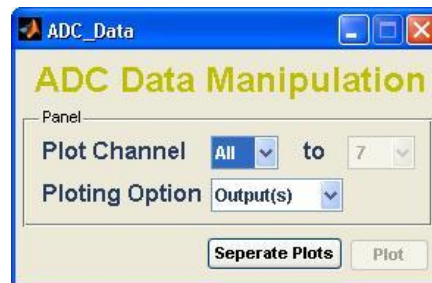 ADC_Data
ADC Data Manipulation
Panel
Plot Channel All to 7
Ploting Option Output(s)
Seperate Plots Plot